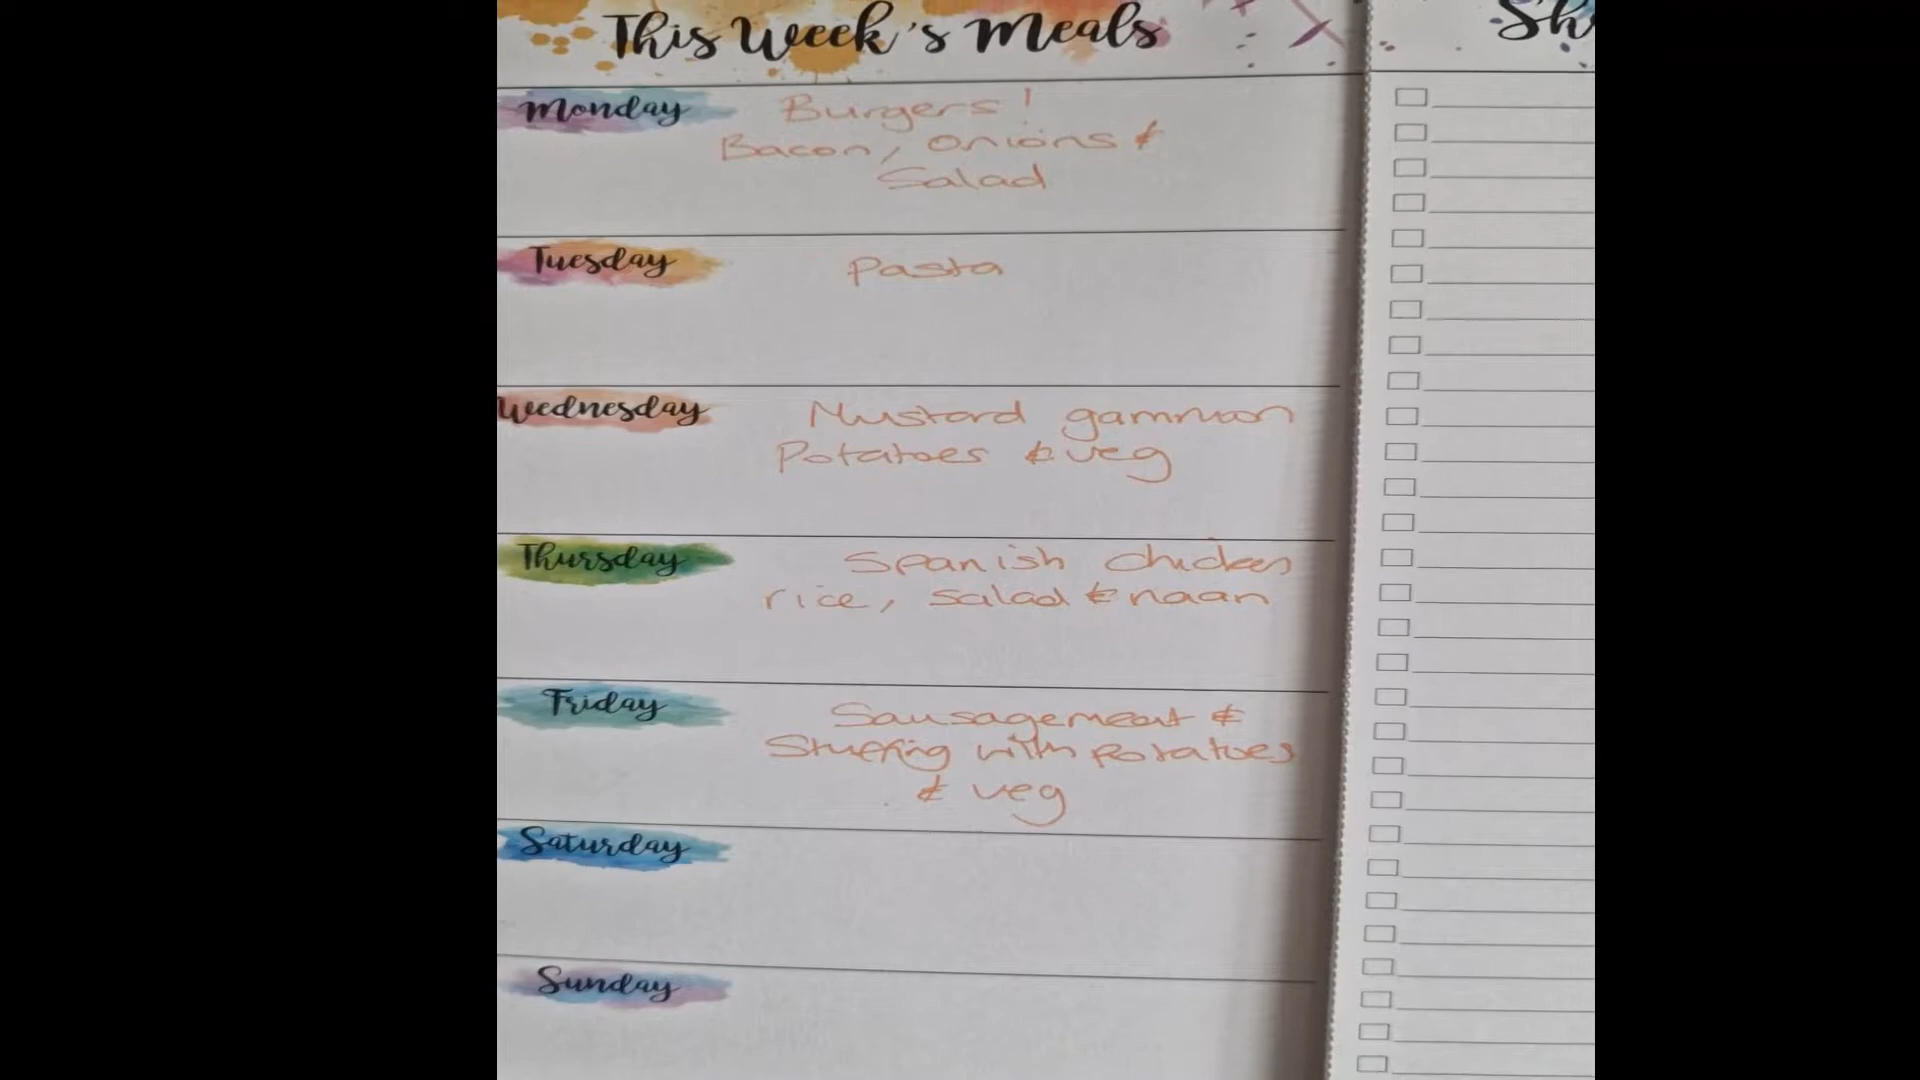 This Week's Meals
Monday
Burgers!
Bacon, onions &
Salad
Tuesday
Pasta
Wednesday
Mustard gammon
Potatoes & veg
Thursday
Spanish chicken
rice, salad & naan
Friday
Sausagemeat &
Stuffing with potatoes
& veg
Saturday
Sunday
Sh